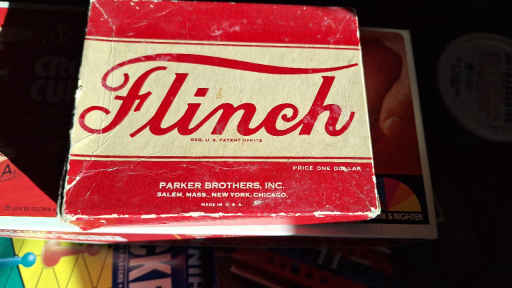 Flinch
REG. U. S. PATENT OFFICE
PRICE ONE DOLLAR
PARKER BROTHERS, INC.
SALEM, MASS., NEW YORK, CHICAGO.
MADE IN U. S. A.